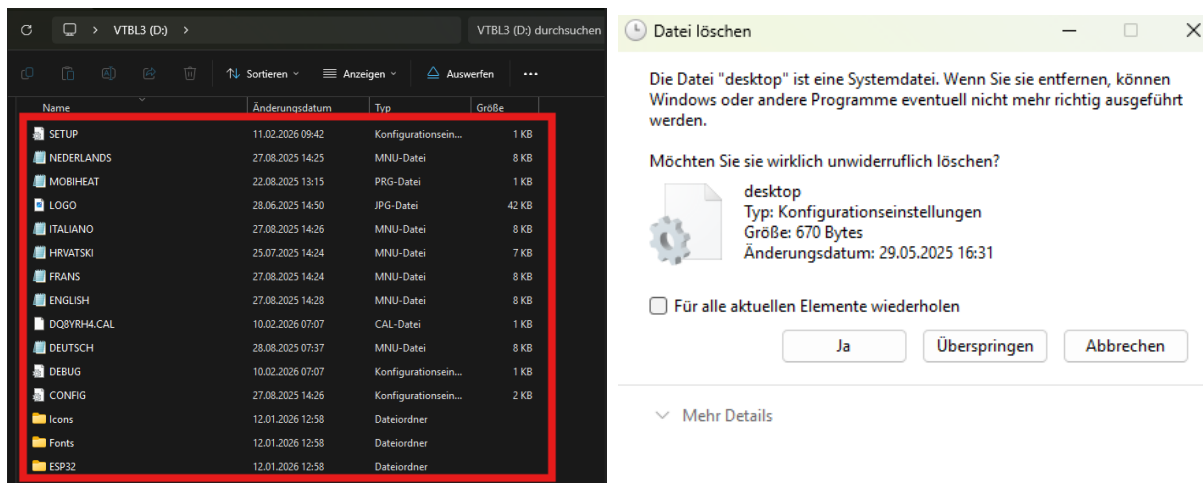 VTBL3 (D:)
VTBL3 (D:) durchsuchen
Sortieren
Anzeigen
Auswerfen
Name Änderungsdatum Typ Größe
SETUP 11.02.2026 09:42 Konfigurationsein... 1 KB
NEDERLANDS 27.08.2025 14:25 MNU-Datei 8 KB
MOBIHEAT 22.08.2025 13:15 PRG-Datei 1 KB
LOGO 28.06.2025 14:50 JPG-Datei 42 KB
ITALIANO 27.08.2025 14:26 MNU-Datei 8 KB
HRVATSKI 25.07.2025 14:24 MNU-Datei 7 KB
FRANS 27.08.2025 14:24 MNU-Datei 8 KB
ENGLISH 27.08.2025 14:28 MNU-Datei 8 KB
DQ8YRH4.CAL 10.02.2026 07:07 CAL-Datei 1 KB
DEUTSCH 28.08.2025 07:37 MNU-Datei 8 KB
DEBUG 10.02.2026 07:07 Konfigurationsein... 1 KB
CONFIG 27.08.2025 14:26 Konfigurationsein... 2 KB
Icons 12.01.2026 12:58 Dateiordner
Fonts 12.01.2026 12:58 Dateiordner
ESP32 12.01.2026 12:58 Dateiordner
Datei löschen
Die Datei "desktop" ist eine Systemdatei. Wenn Sie sie entfernen, können
Windows oder andere Programme eventuell nicht mehr richtig ausgeführt
werden.
Möchten Sie sie wirklich unwiderruflich löschen?
desktop
Typ: Konfigurationseinstellungen
Größe: 670 Bytes
Änderungsdatum: 29.05.2025 16:31
Für alle aktuellen Elemente wiederholen
Ja
Überspringen
Abbrechen
Mehr Details